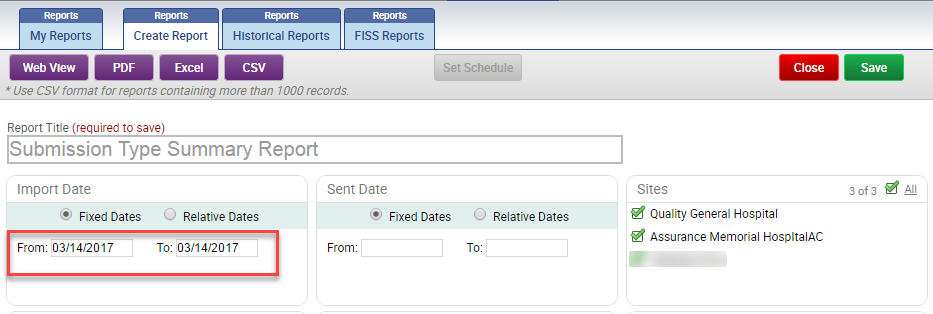 Reports Reports Reports Reports
My Reports Create Report Historical Reports FISS Reports
Web View PDF Excel CSV Set Schedule Close Save
* Use CSV format for reports containing more than 1000 records.
Report Title (required to save)
Submission Type Summary Report
Import Date Sent Date Sites 3 of 3 All
Fixed Dates Relative Dates Fixed Dates Relative Dates Quality General Hospital
Assurance Memorial HospItalAC
From: 03/14/2017 To: 03/14/2017 From: To: